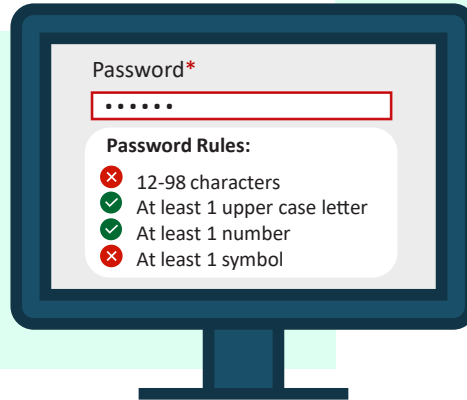 Password*
••••••
Password Rules:
12-98 characters
At least 1 upper case letter
At least 1 number
At least 1 symbol